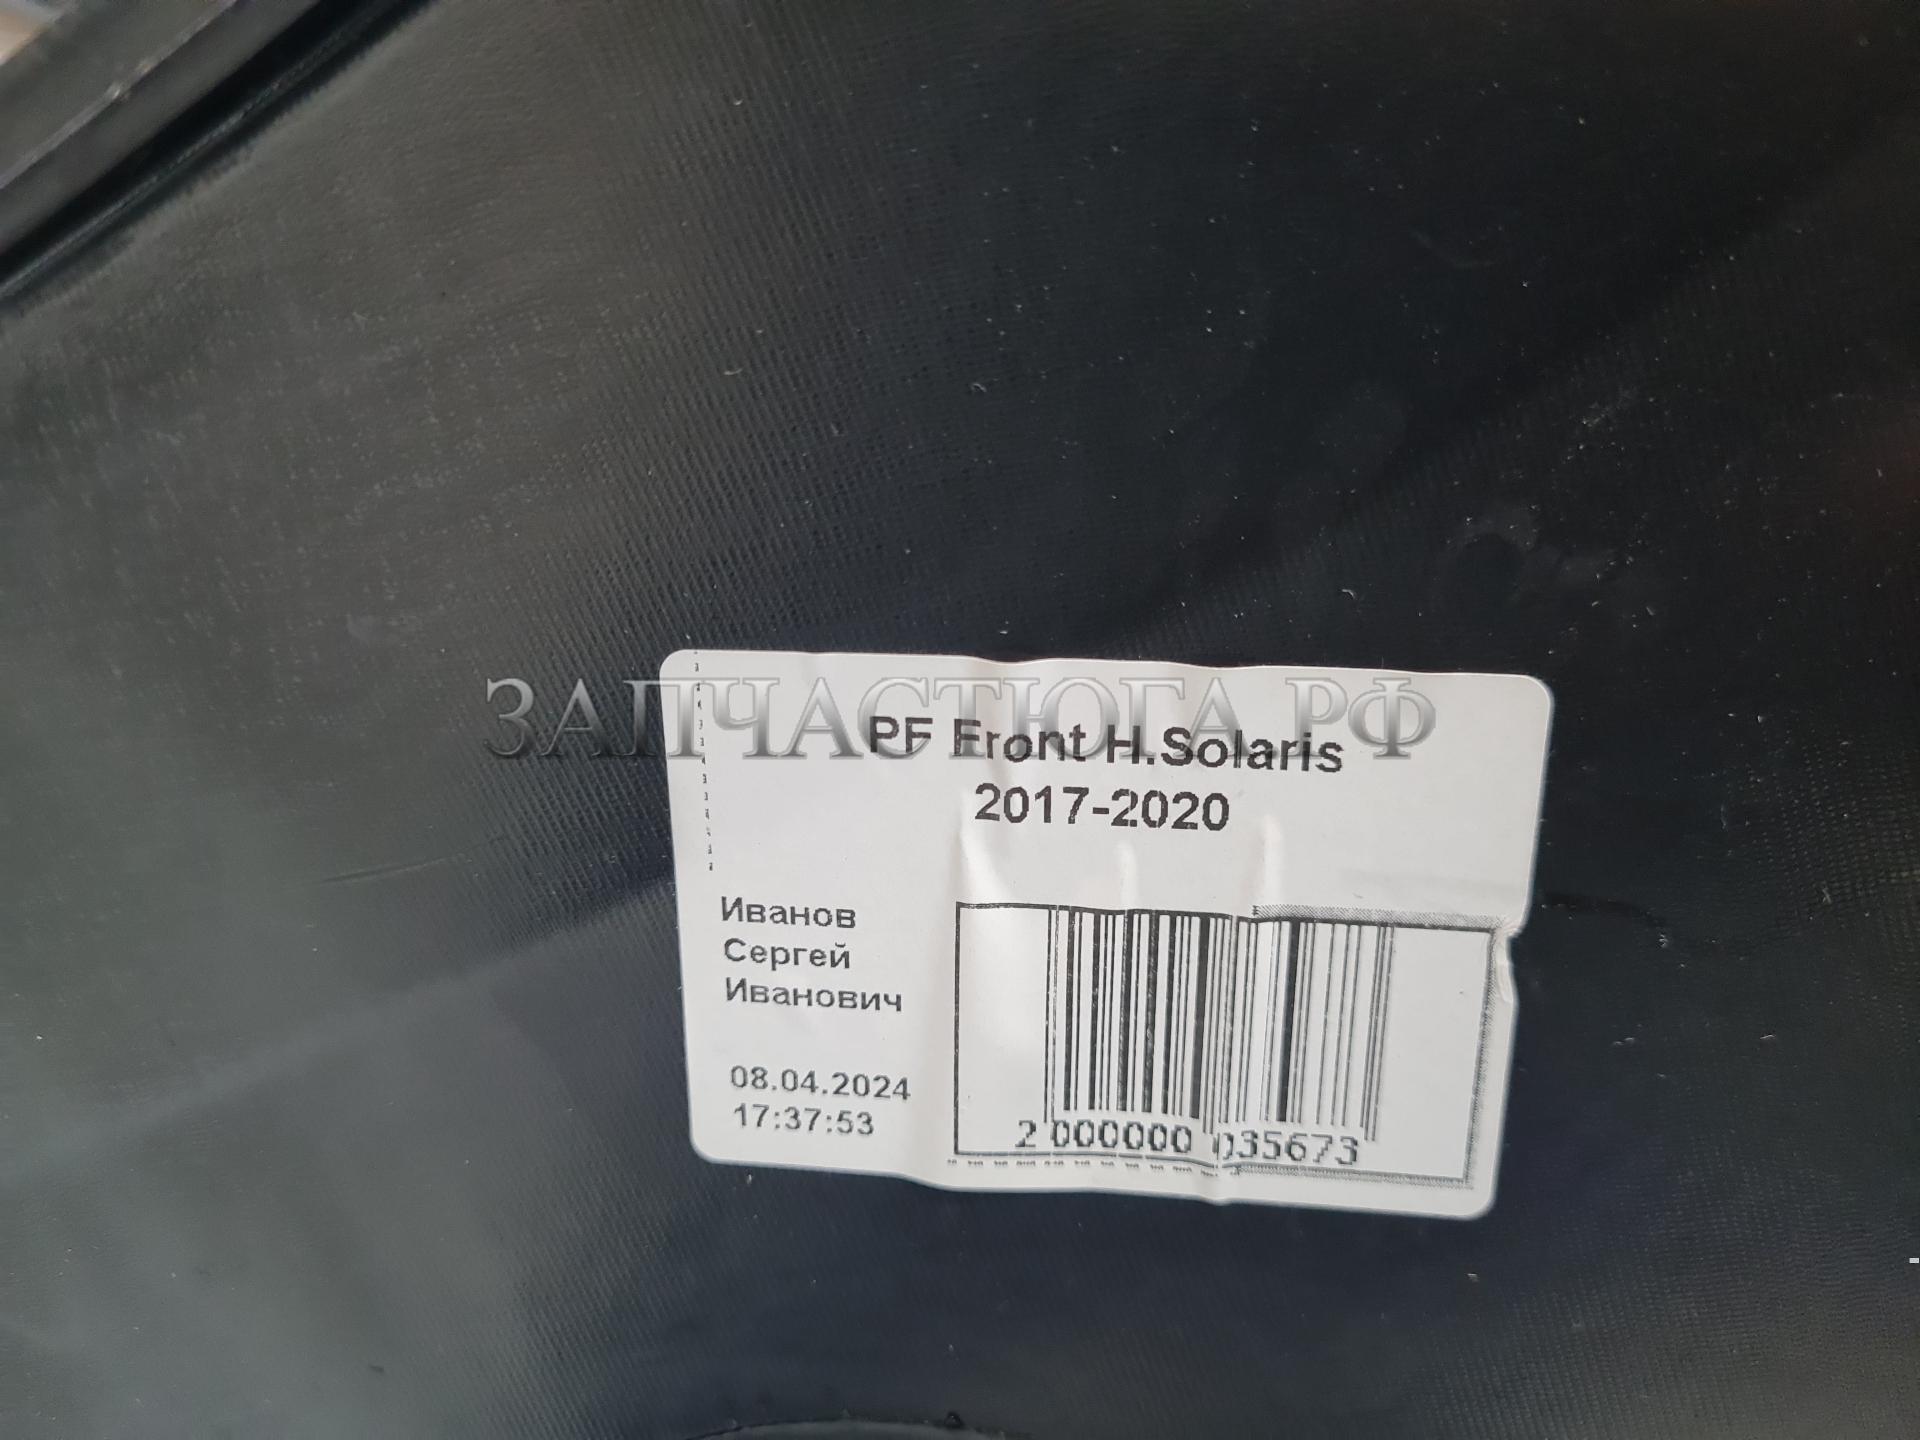 ЗАПЧАСТЮГА.РФ
PF Front H.Solaris
2017-2020
Иванов
Сергей
Иванович
08.04.2024
17:37:53
2 000000 035673